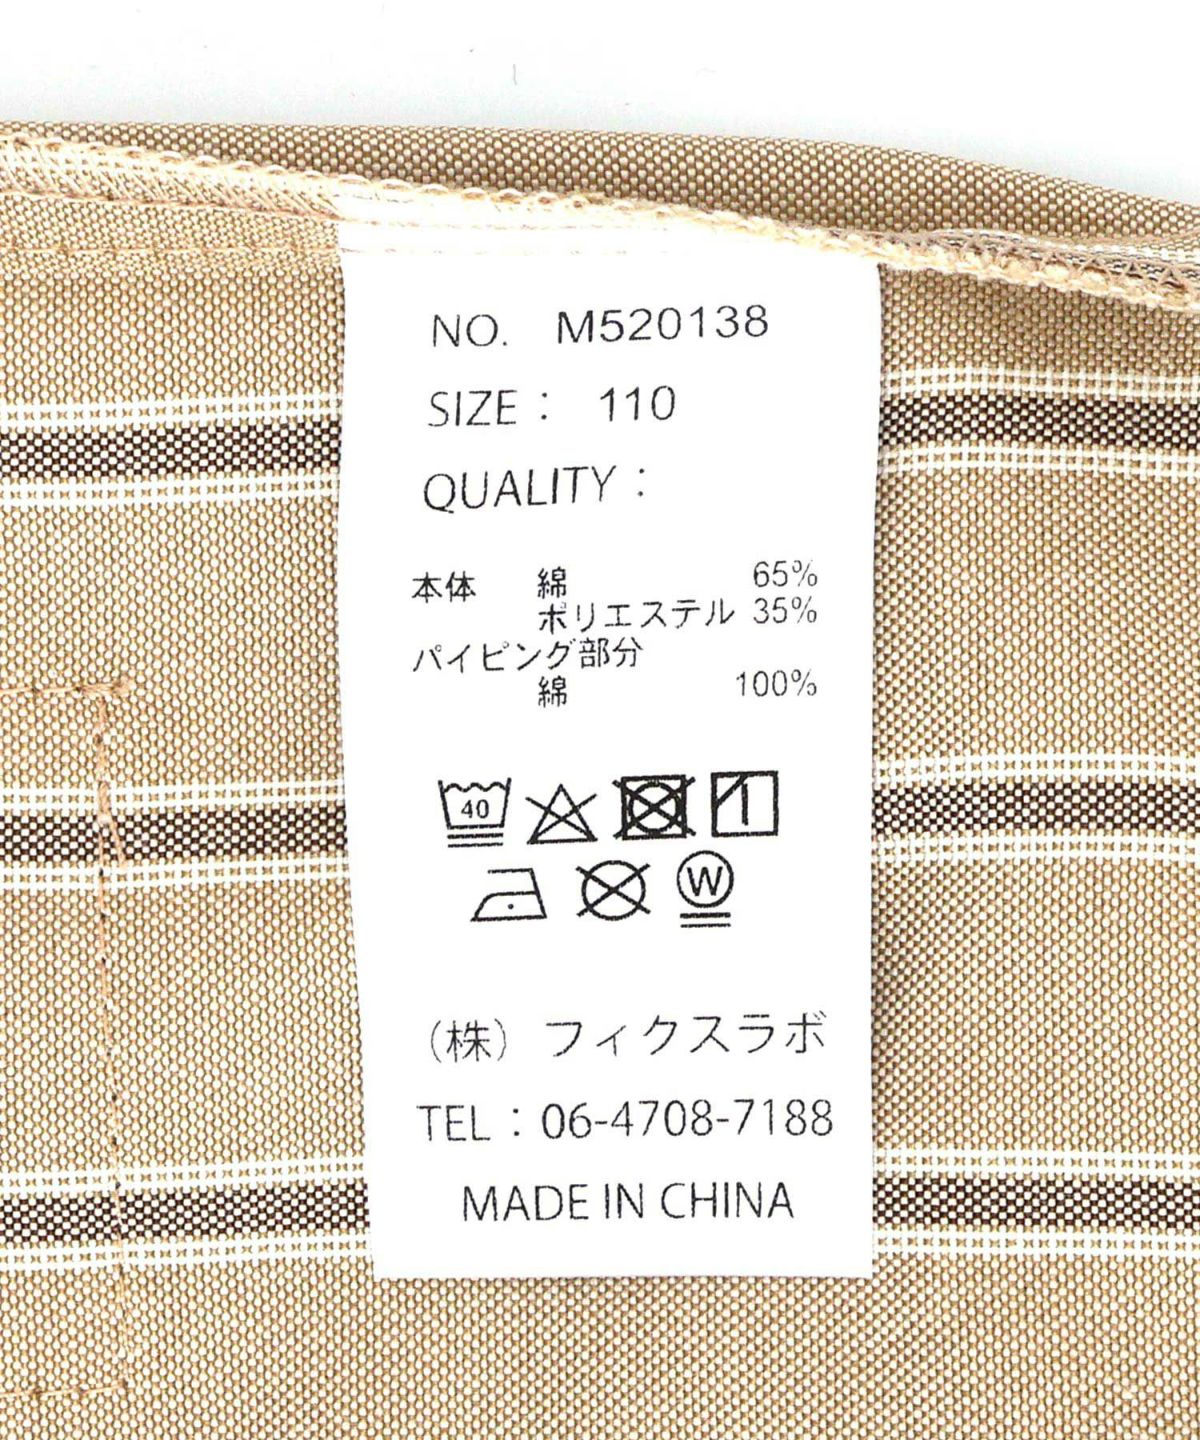 NO. M520138
SIZE： 110
QUALITY：
本体 綿 65%
ポリエステル 35%
パイピング部分
綿 100%
40
W
（株）フィクスラボ
TEL：06-4708-7188
MADE IN CHINA